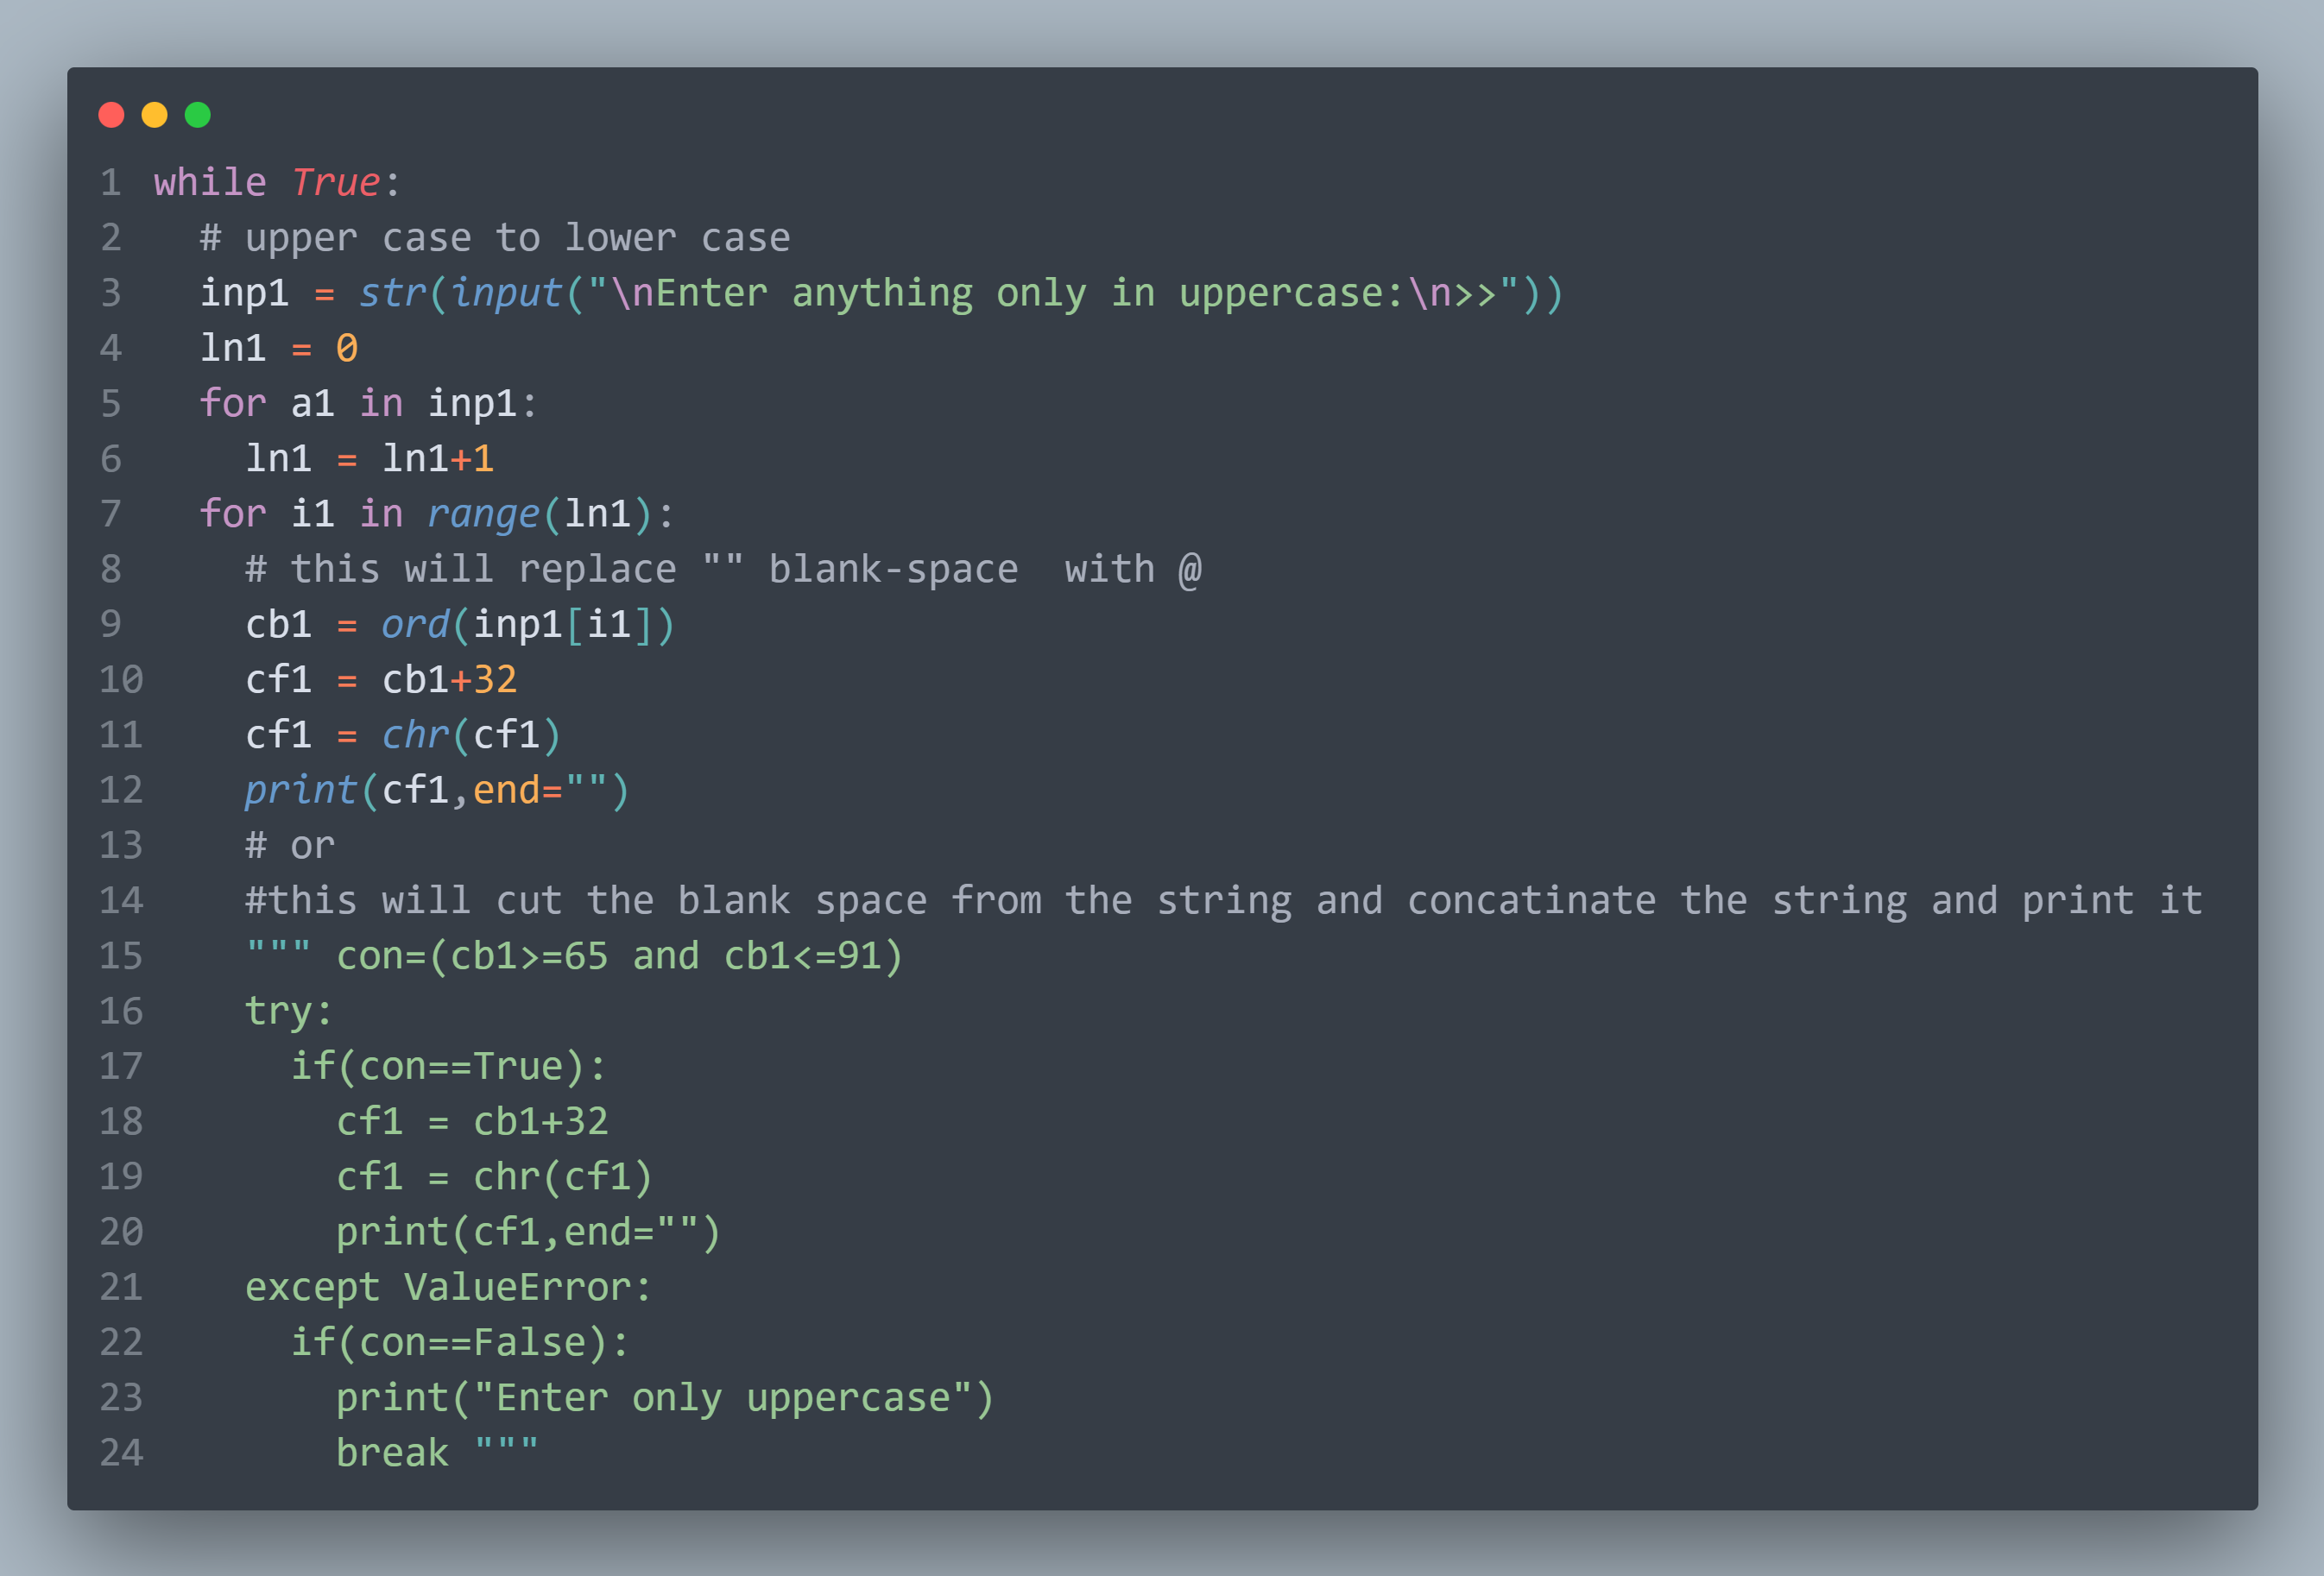 1 while True:
2   # upper case to lower case
3   inp1 = str(input("\nEnter anything only in uppercase:\n>>"))
4   ln1 = 0
5   for a1 in inp1:
6     ln1 = ln1+1
7   for i1 in range(ln1):
8     # this will replace "" blank-space  with @
9     cb1 = ord(inp1[i1])
10     cf1 = cb1+32
11     cf1 = chr(cf1)
12     print(cf1,end="")
13     # or
14     #this will cut the blank space from the string and concatinate the string and print it
15     """ con=(cb1>=65 and cb1<=91)
16     try:
17       if(con==True):
18         cf1 = cb1+32
19         cf1 = chr(cf1)
20         print(cf1,end="")
21     except ValueError:
22       if(con==False):
23         print("Enter only uppercase")
24         break """